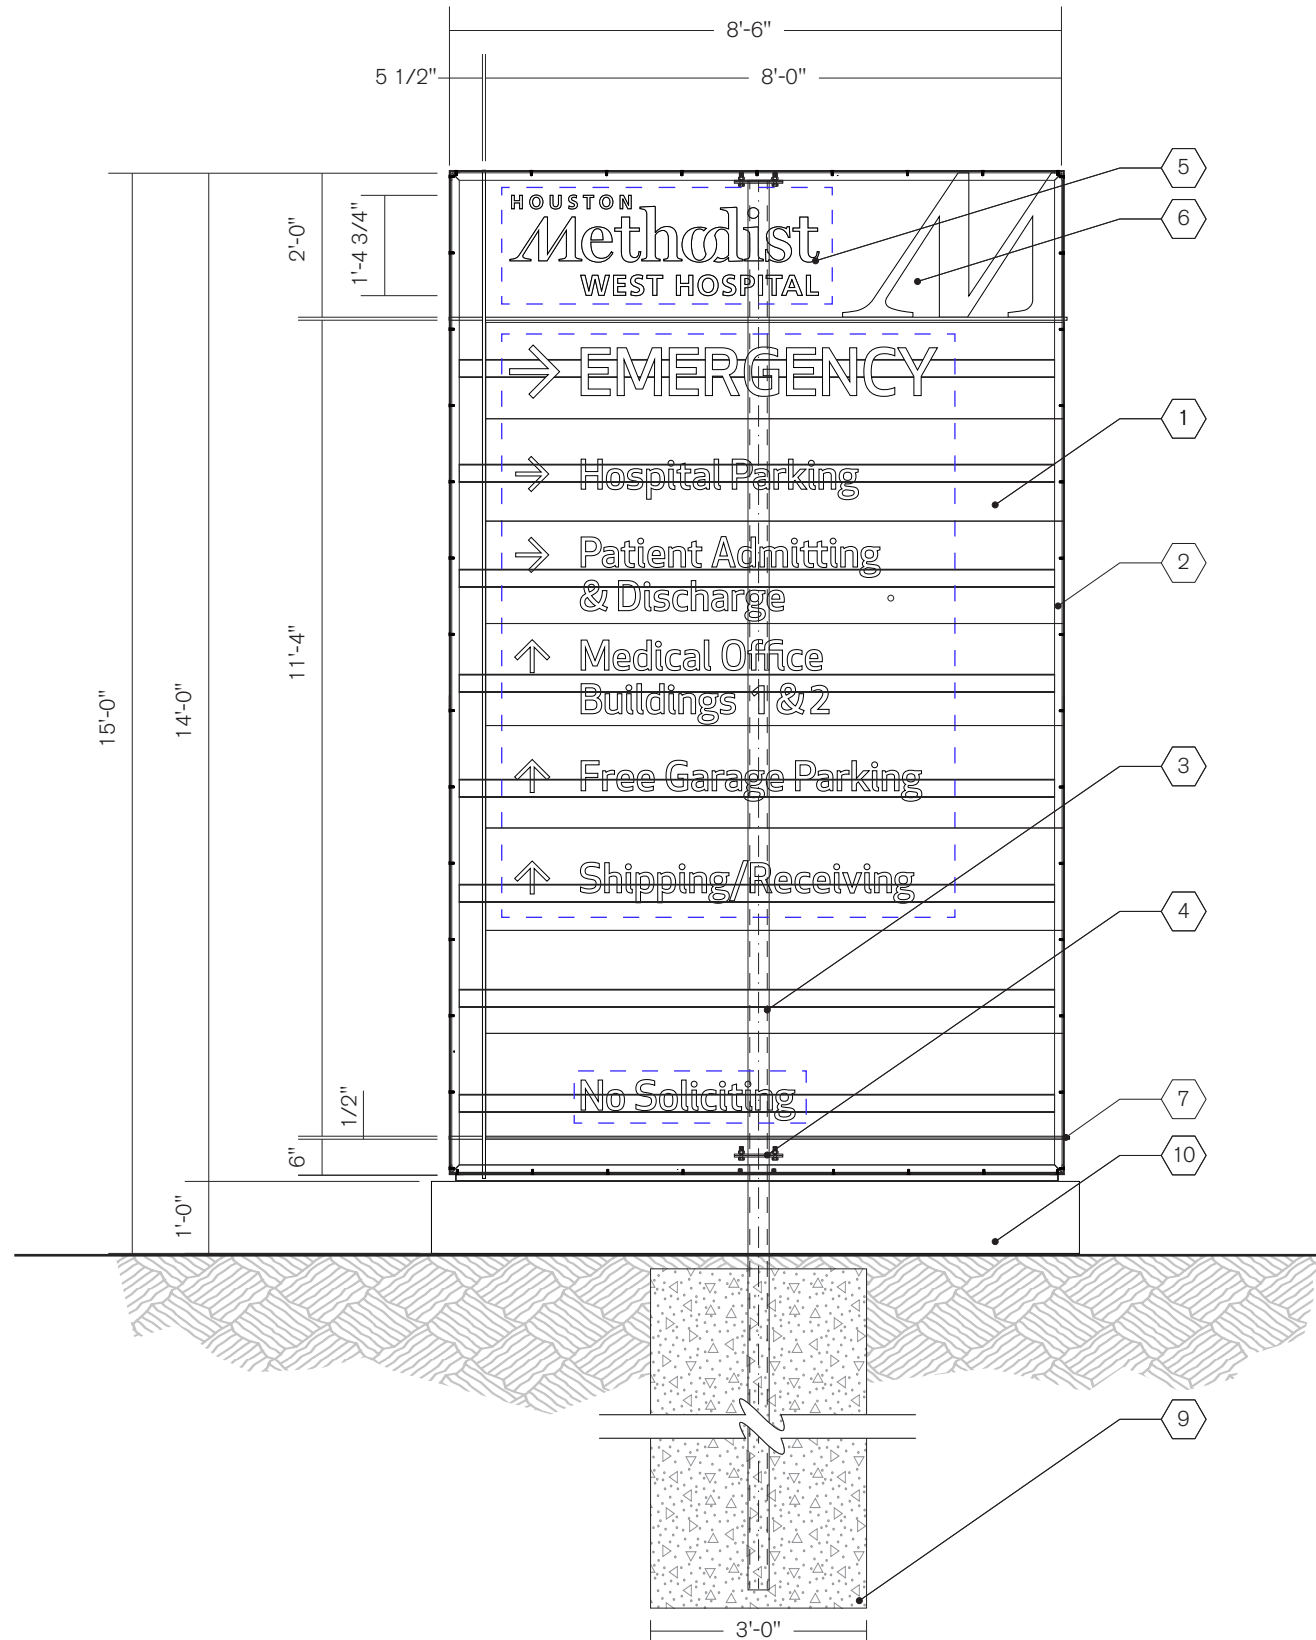 8'-6"
5 1/2"
8'-0"
5
6
2'-0"
1'-4 3/4"
HOUSTON
Methodist
WEST HOSPITAL
M
EMERGENCY
1
Hospital Parking
2
Patient Admitting
& Discharge
11'-4"
15'-0"
14'-0"
Medical Office
Buildings 1 & 2
3
Free Garage Parking
Shipping/Receiving
4
No Soliciting
1/2"
7
6"
10
1'-0"
9
3'-0"